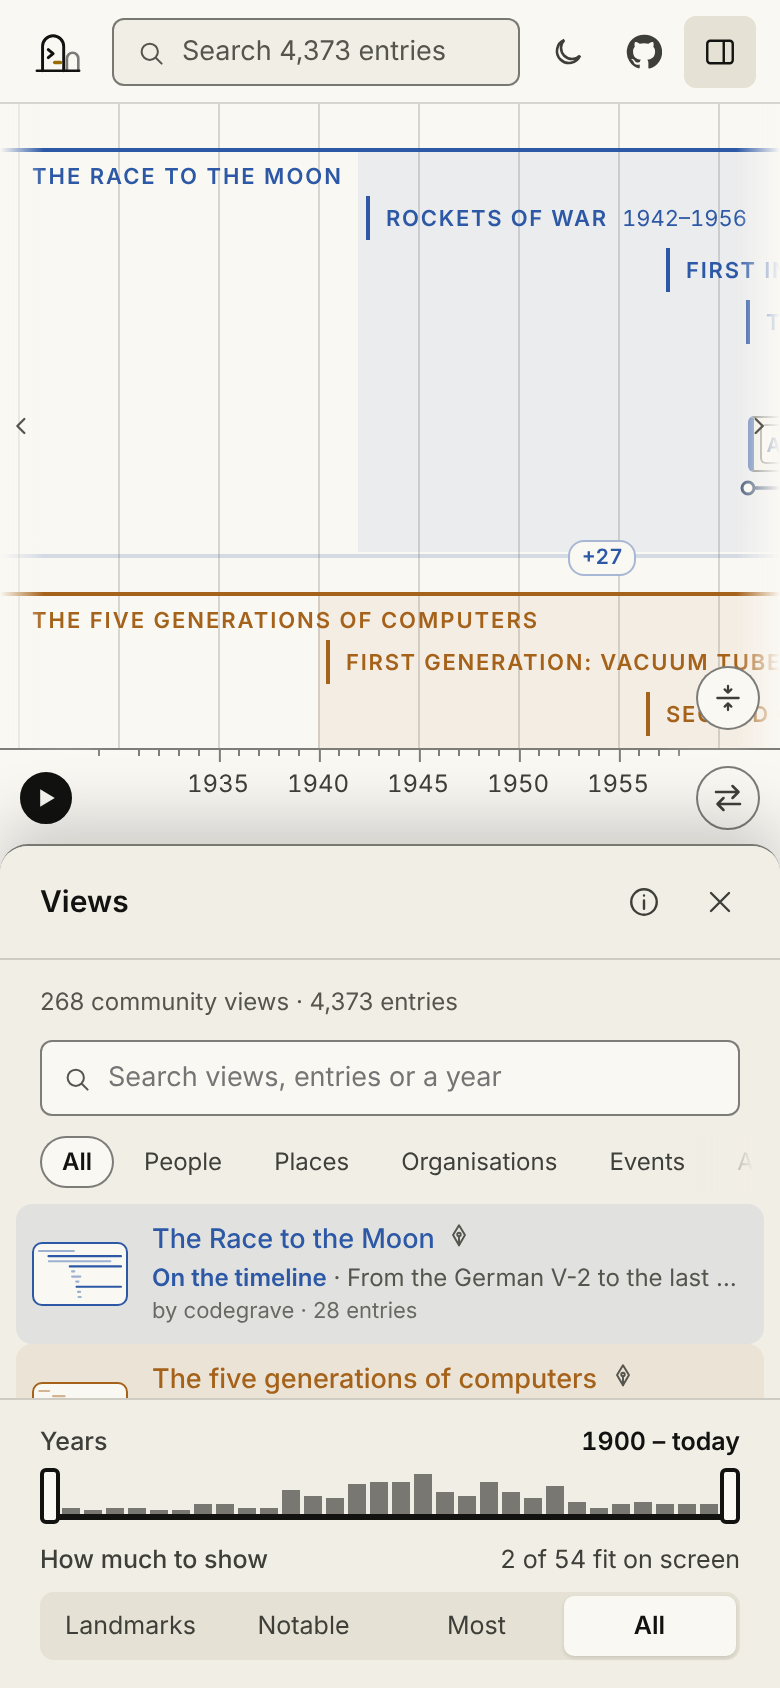 Search 4,373 entries
THE RACE TO THE MOON
ROCKETS OF WAR 1942–1956
FIRST
+27
THE FIVE GENERATIONS OF COMPUTERS
FIRST GENERATION: VACUUM TUBE
1935 1940 1945 1950 1955
Views
268 community views · 4,373 entries
Search views, entries or a year
All People Places Organisations Events
The Race to the Moon
On the timeline · From the German V-2 to the last ...
by codegrave · 28 entries
The five generations of computers
Years 1900 – today
How much to show 2 of 54 fit on screen
Landmarks Notable Most All